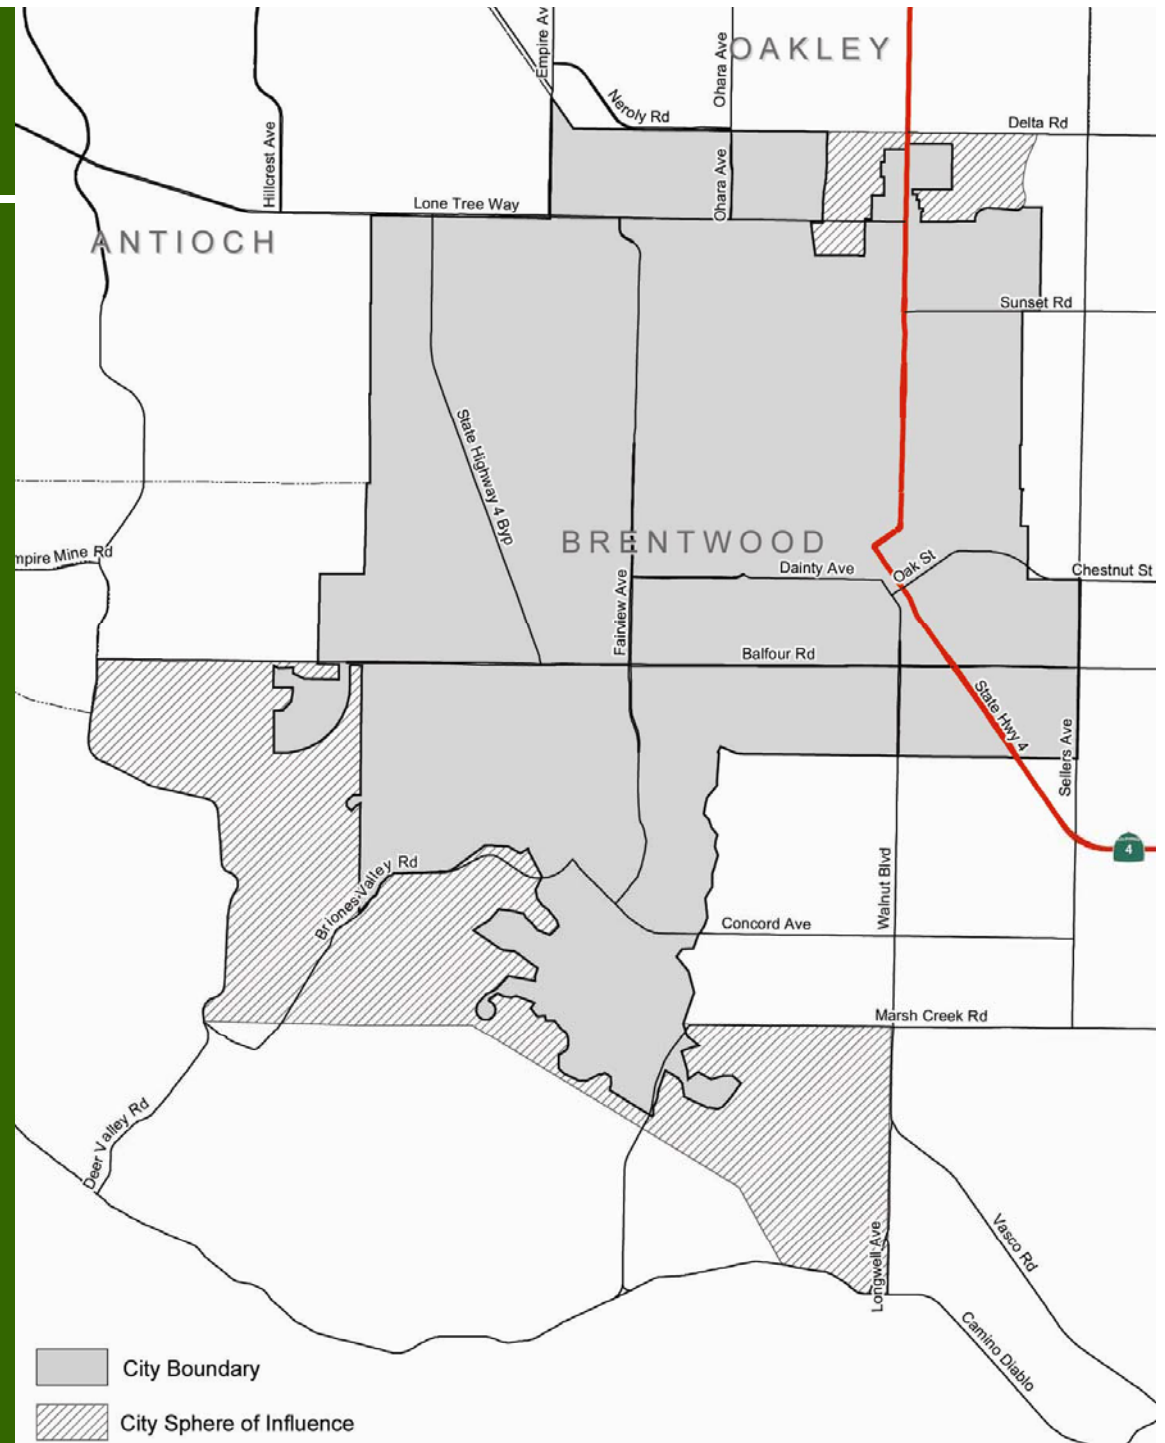 OAKLEY
Empire Av
Ohara Ave
Neroly Rd
Delta Rd
Hillcrest Ave
Ohara Ave
Lone Tree Way
ANTIOCH
Sunset Rd
State Highway 4 Byp
BRENTWOOD
mpire Mine Rd
Dainty Ave
Oak St
Chestnut St
Fairview Ave
Balfour Rd
State Hwy 4
Sellers Ave
4
Briones Valley Rd
Walnut Blvd
Concord Ave
Marsh Creek Rd
Deer Valley Rd
Vasco Rd
Longwell Ave
Camino Diablo
City Boundary
City Sphere of Influence